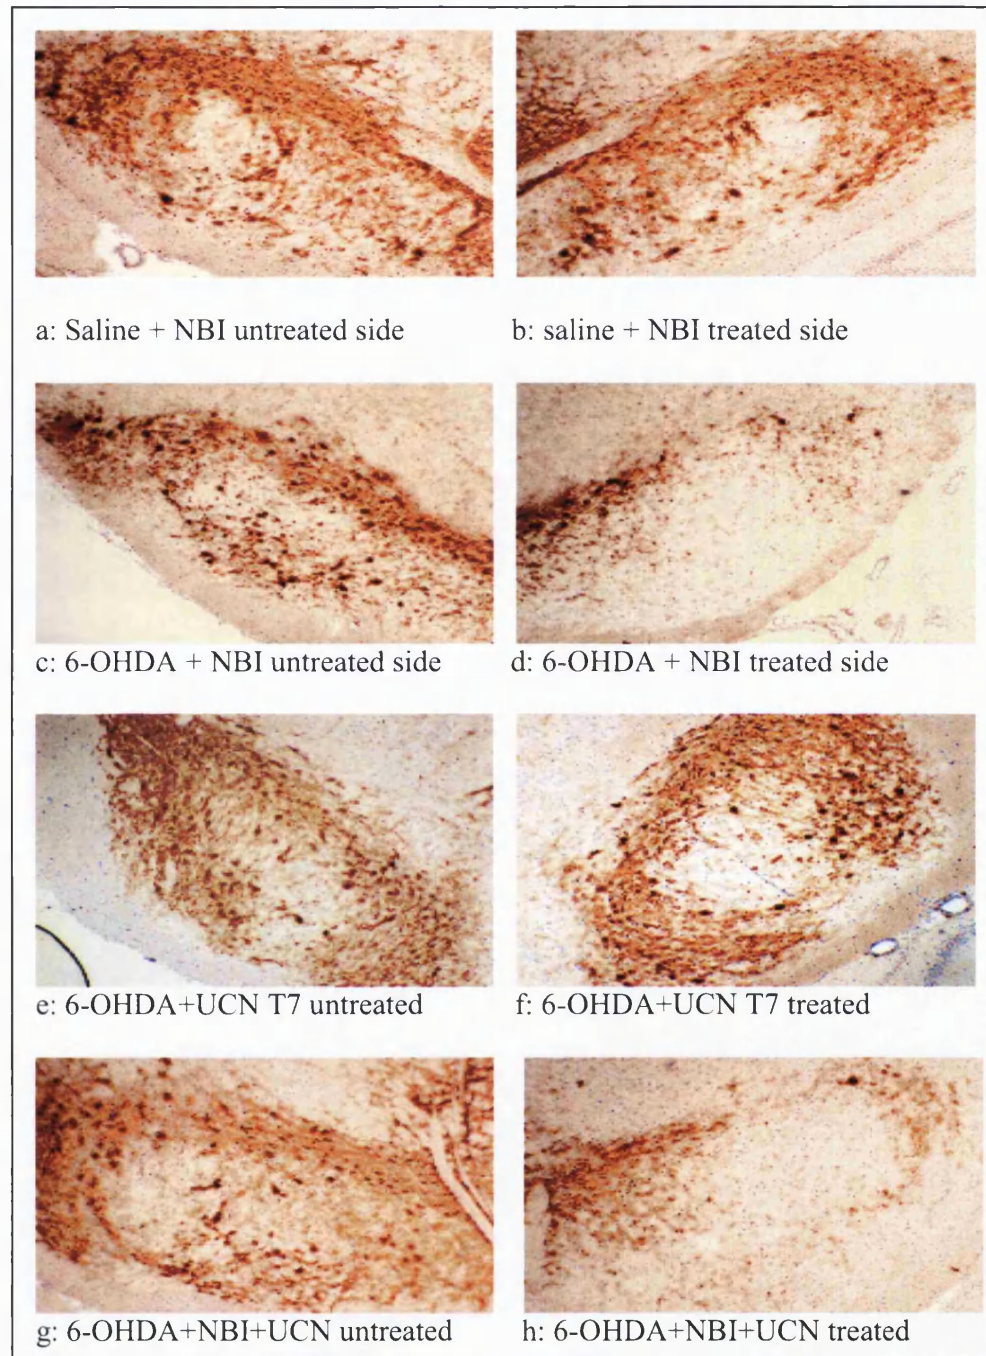 a: Saline + NBI untreated side
b: saline + NBI treated side
c: 6-OHDA + NBI untreated side
d: 6-OHDA + NBI treated side
e: 6-OHDA+UCN T7 untreated
f: 6-OHDA+UCN T7 treated
g: 6-OHDA+NBI+UCN untreated
h: 6-OHDA+NBI+UCN treated